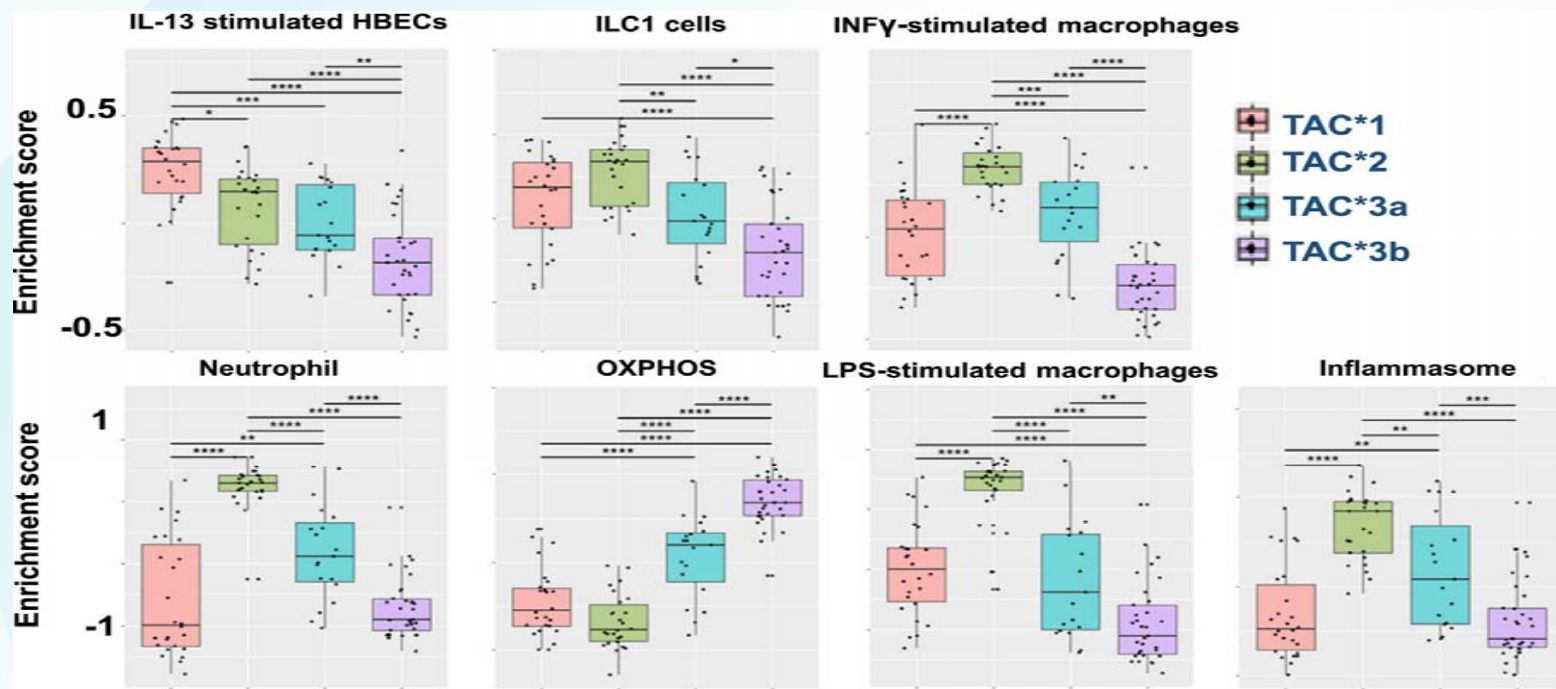 IL-13 stimulated HBECs
ILC1 cells
INFγ-stimulated macrophages
Enrichment score
0.5
-0.5
**
****
****
***
*
*
****
**
****
****
****
***
****
****
TAC*1
TAC*2
TAC*3a
TAC*3b
Neutrophil
OXPHOS
LPS-stimulated macrophages
Inflammasome
Enrichment score
1
-1
****
****
****
**
****
****
****
****
****
****
**
****
****
****
****
***
****
**
**
****